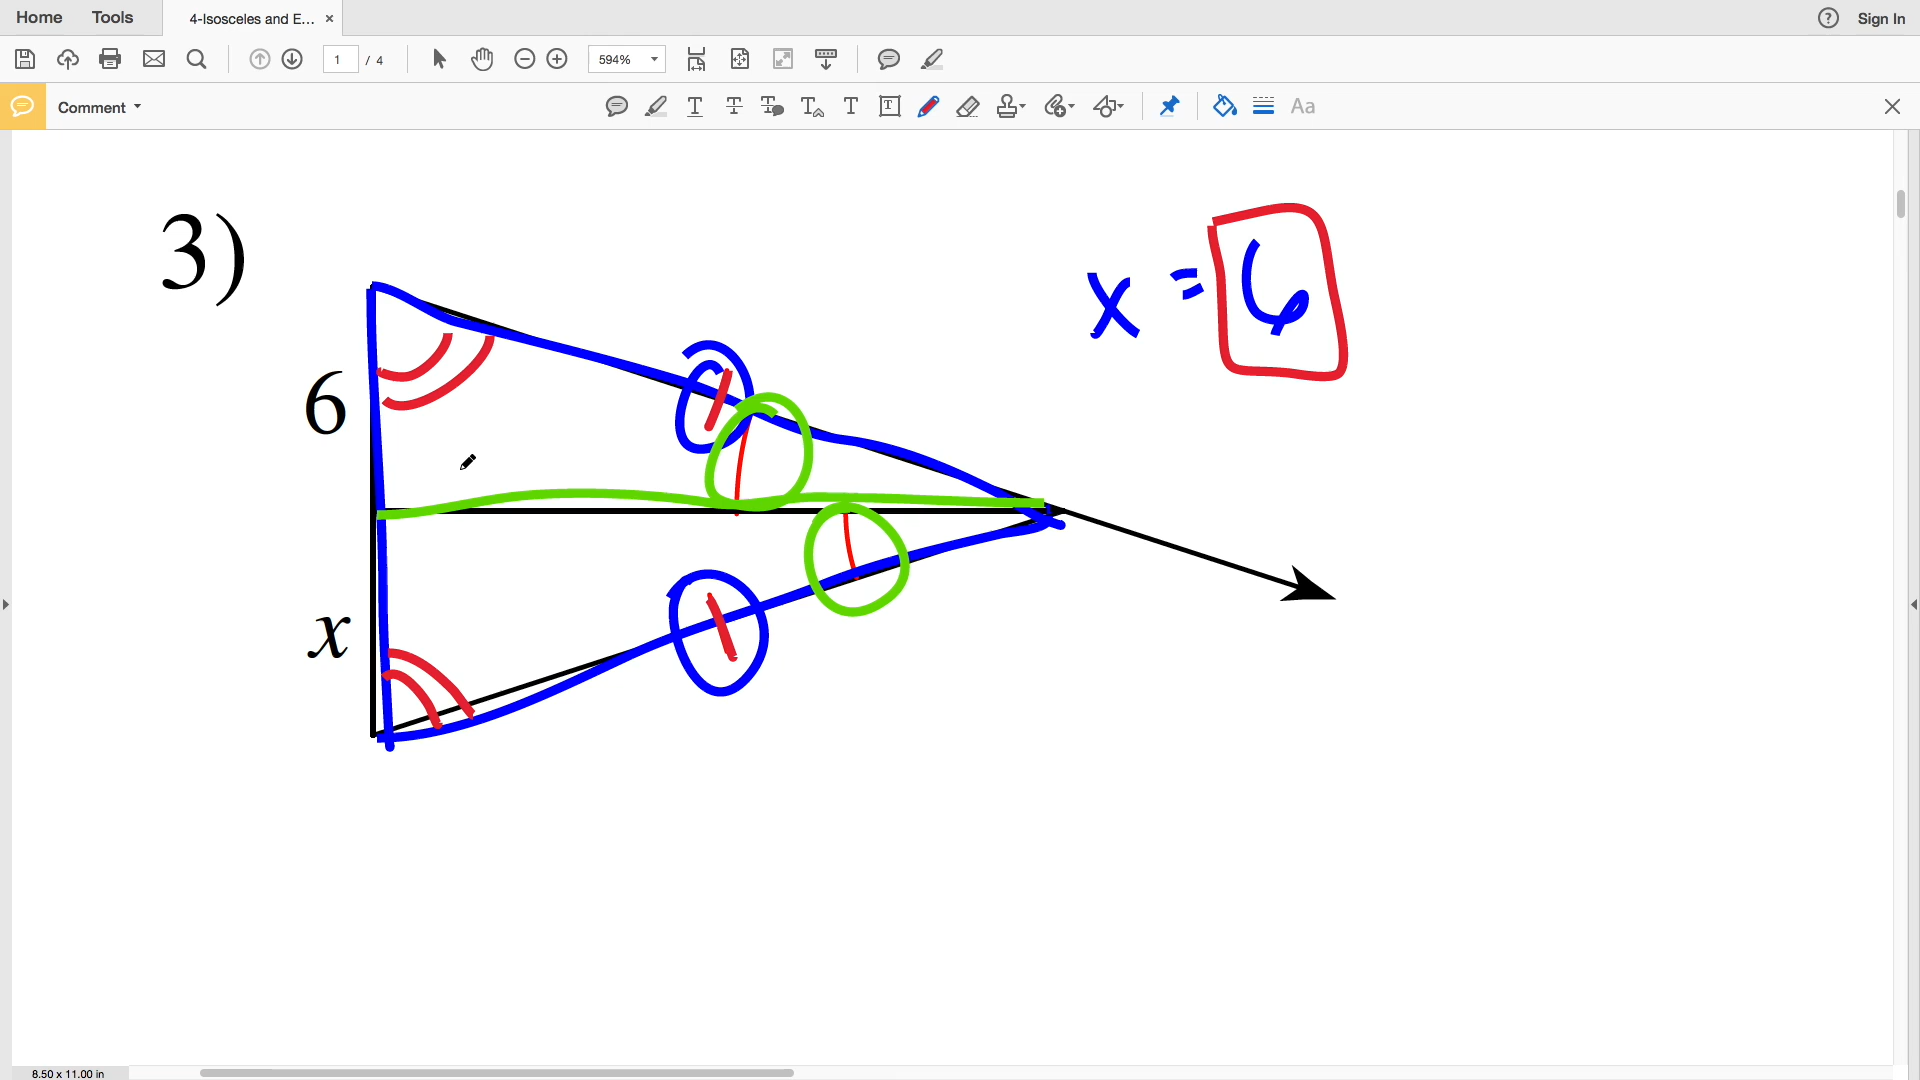 Home Tools 4-Isosceles and E... × ? Sign In
1 / 4 594%
Comment T T T T T T Aa
3)
x = 6
6
x
8.50 x 11.00 in